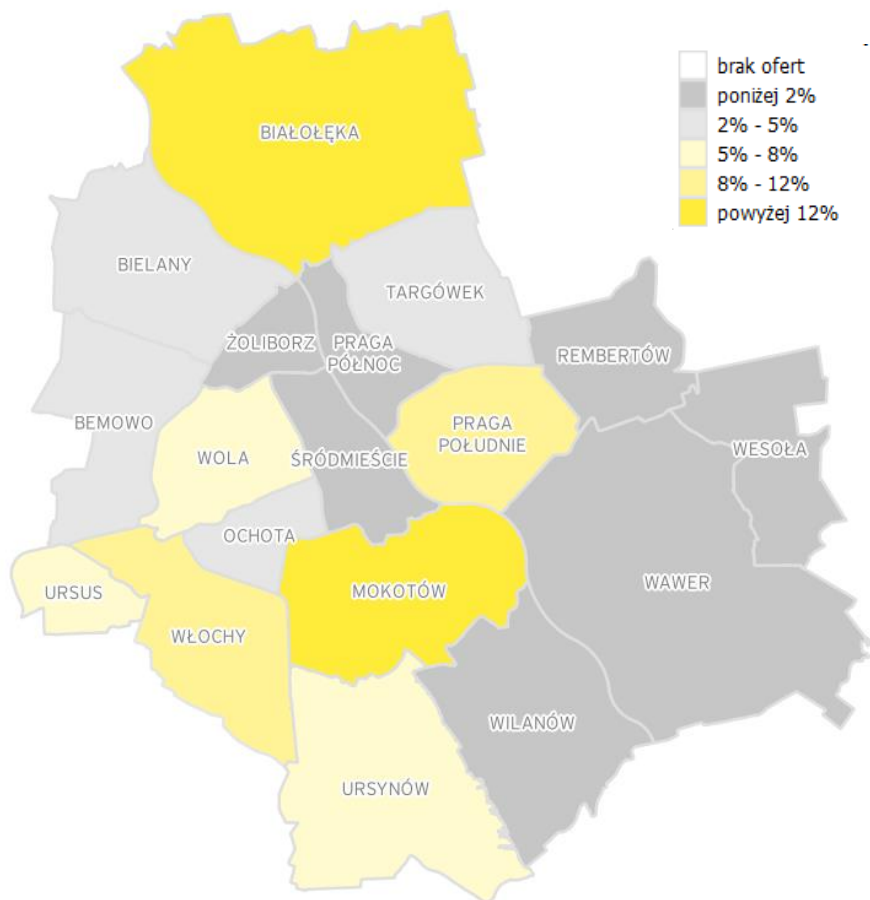 brak ofert
poniżej 2%
2% - 5%
5% - 8%
8% - 12%
powyżej 12%
BIAŁOŁĘKA
BIELANY
TARGÓWEK
ŻOLIBORZ
PRAGA
PÓŁNOC
REMBERTÓW
BEMOWO
PRAGA
POŁUDNIE
WESOŁA
WOLA
ŚRÓDMIEŚCIE
OCHOTA
URSUS
MOKOTÓW
WAWER
WŁOCHY
WILANÓW
URSYNÓW